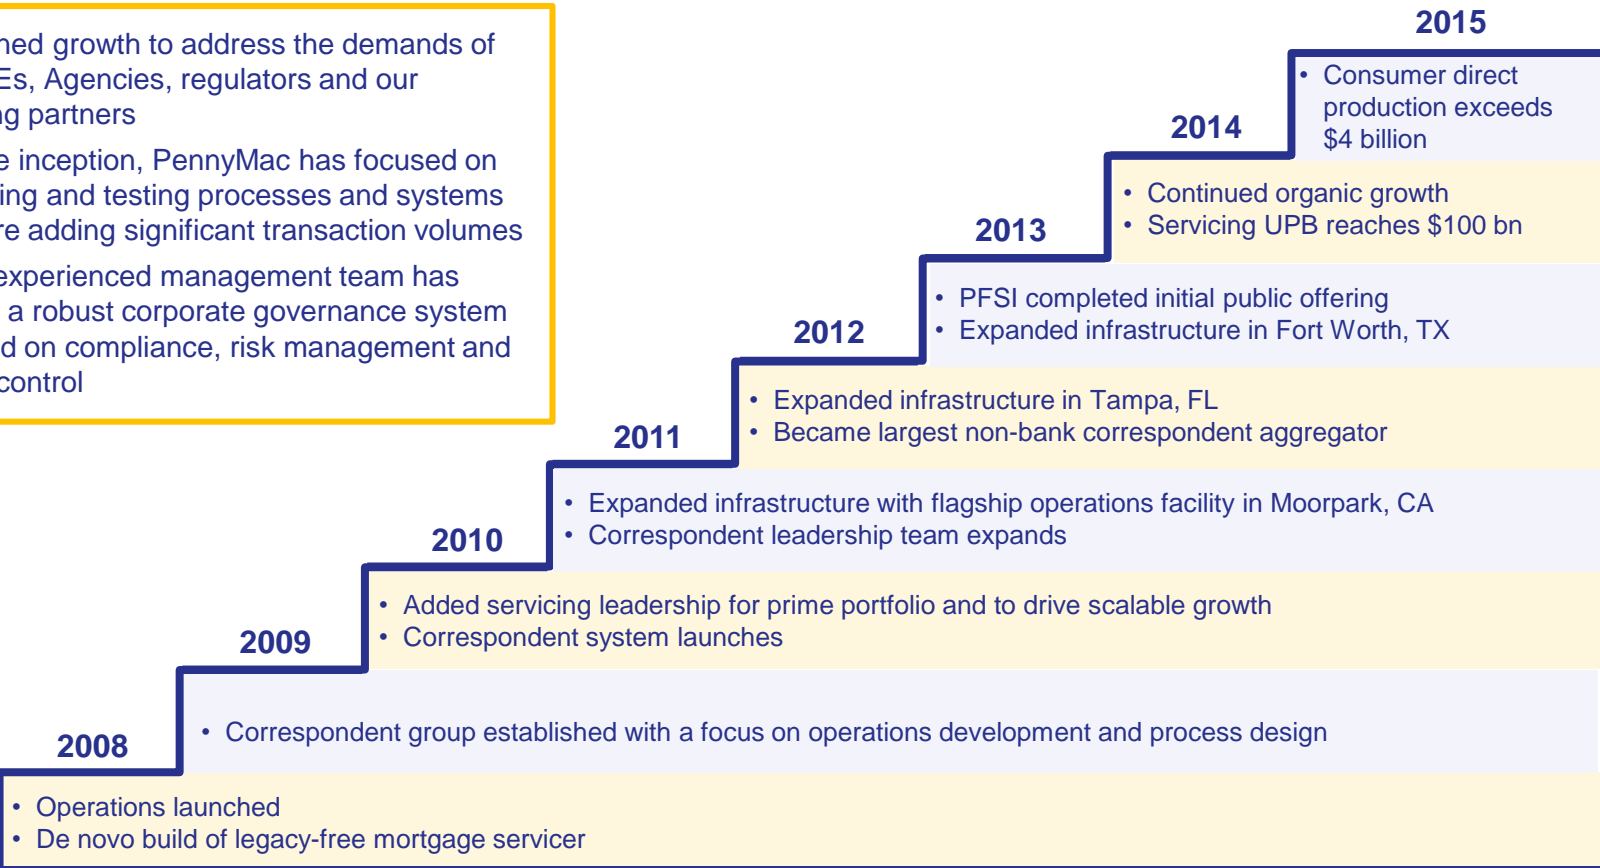 growth to address the demands of
Agencies, regulators and our
partners
inception, PennyMac has focused on
and testing processes and systems
adding significant transaction volumes
experienced management team has
a robust corporate governance system
on compliance, risk management and
control
2015
• Consumer direct
production exceeds
$4 billion
2014
• Continued organic growth
• Servicing UPB reaches $100 bn
2013
• PFSI completed initial public offering
• Expanded infrastructure in Fort Worth, TX
2012
• Expanded infrastructure in Tampa, FL
• Became largest non-bank correspondent aggregator
2011
• Expanded infrastructure with flagship operations facility in Moorpark, CA
• Correspondent leadership team expands
2010
• Added servicing leadership for prime portfolio and to drive scalable growth
• Correspondent system launches
2009
• Correspondent group established with a focus on operations development and process design
2008
• Operations launched
• De novo build of legacy-free mortgage servicer